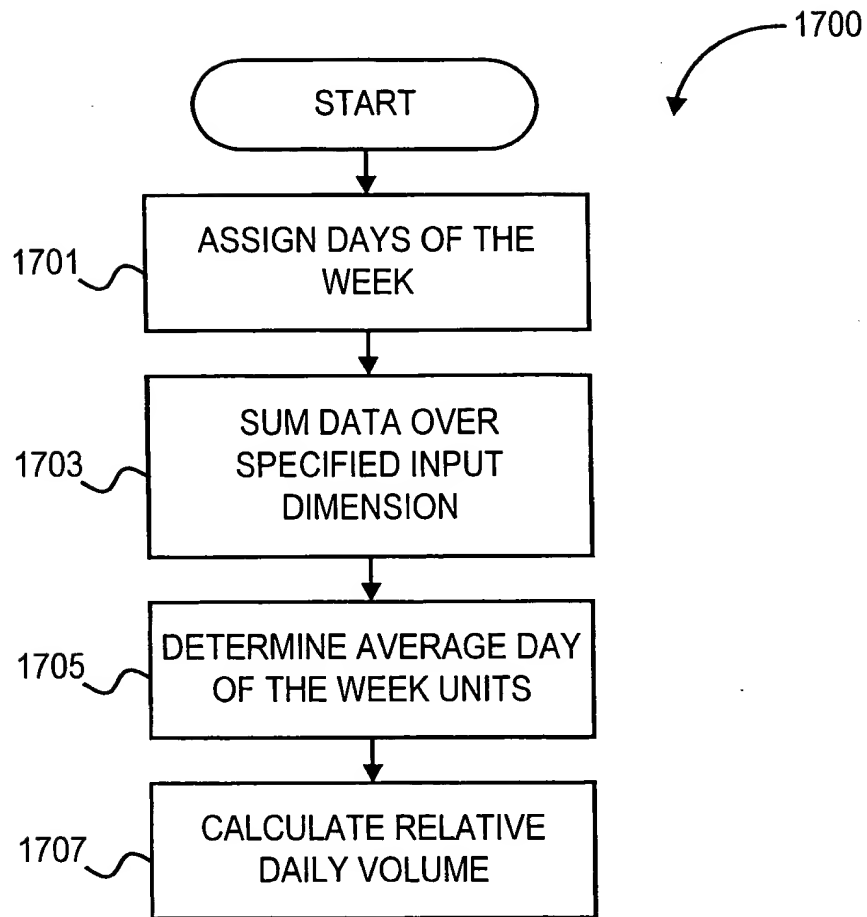 1700
START
1701
ASSIGN DAYS OF THE
WEEK
1703
SUM DATA OVER
SPECIFIED INPUT
DIMENSION
1705
DETERMINE AVERAGE DAY
OF THE WEEK UNITS
1707
CALCULATE RELATIVE
DAILY VOLUME